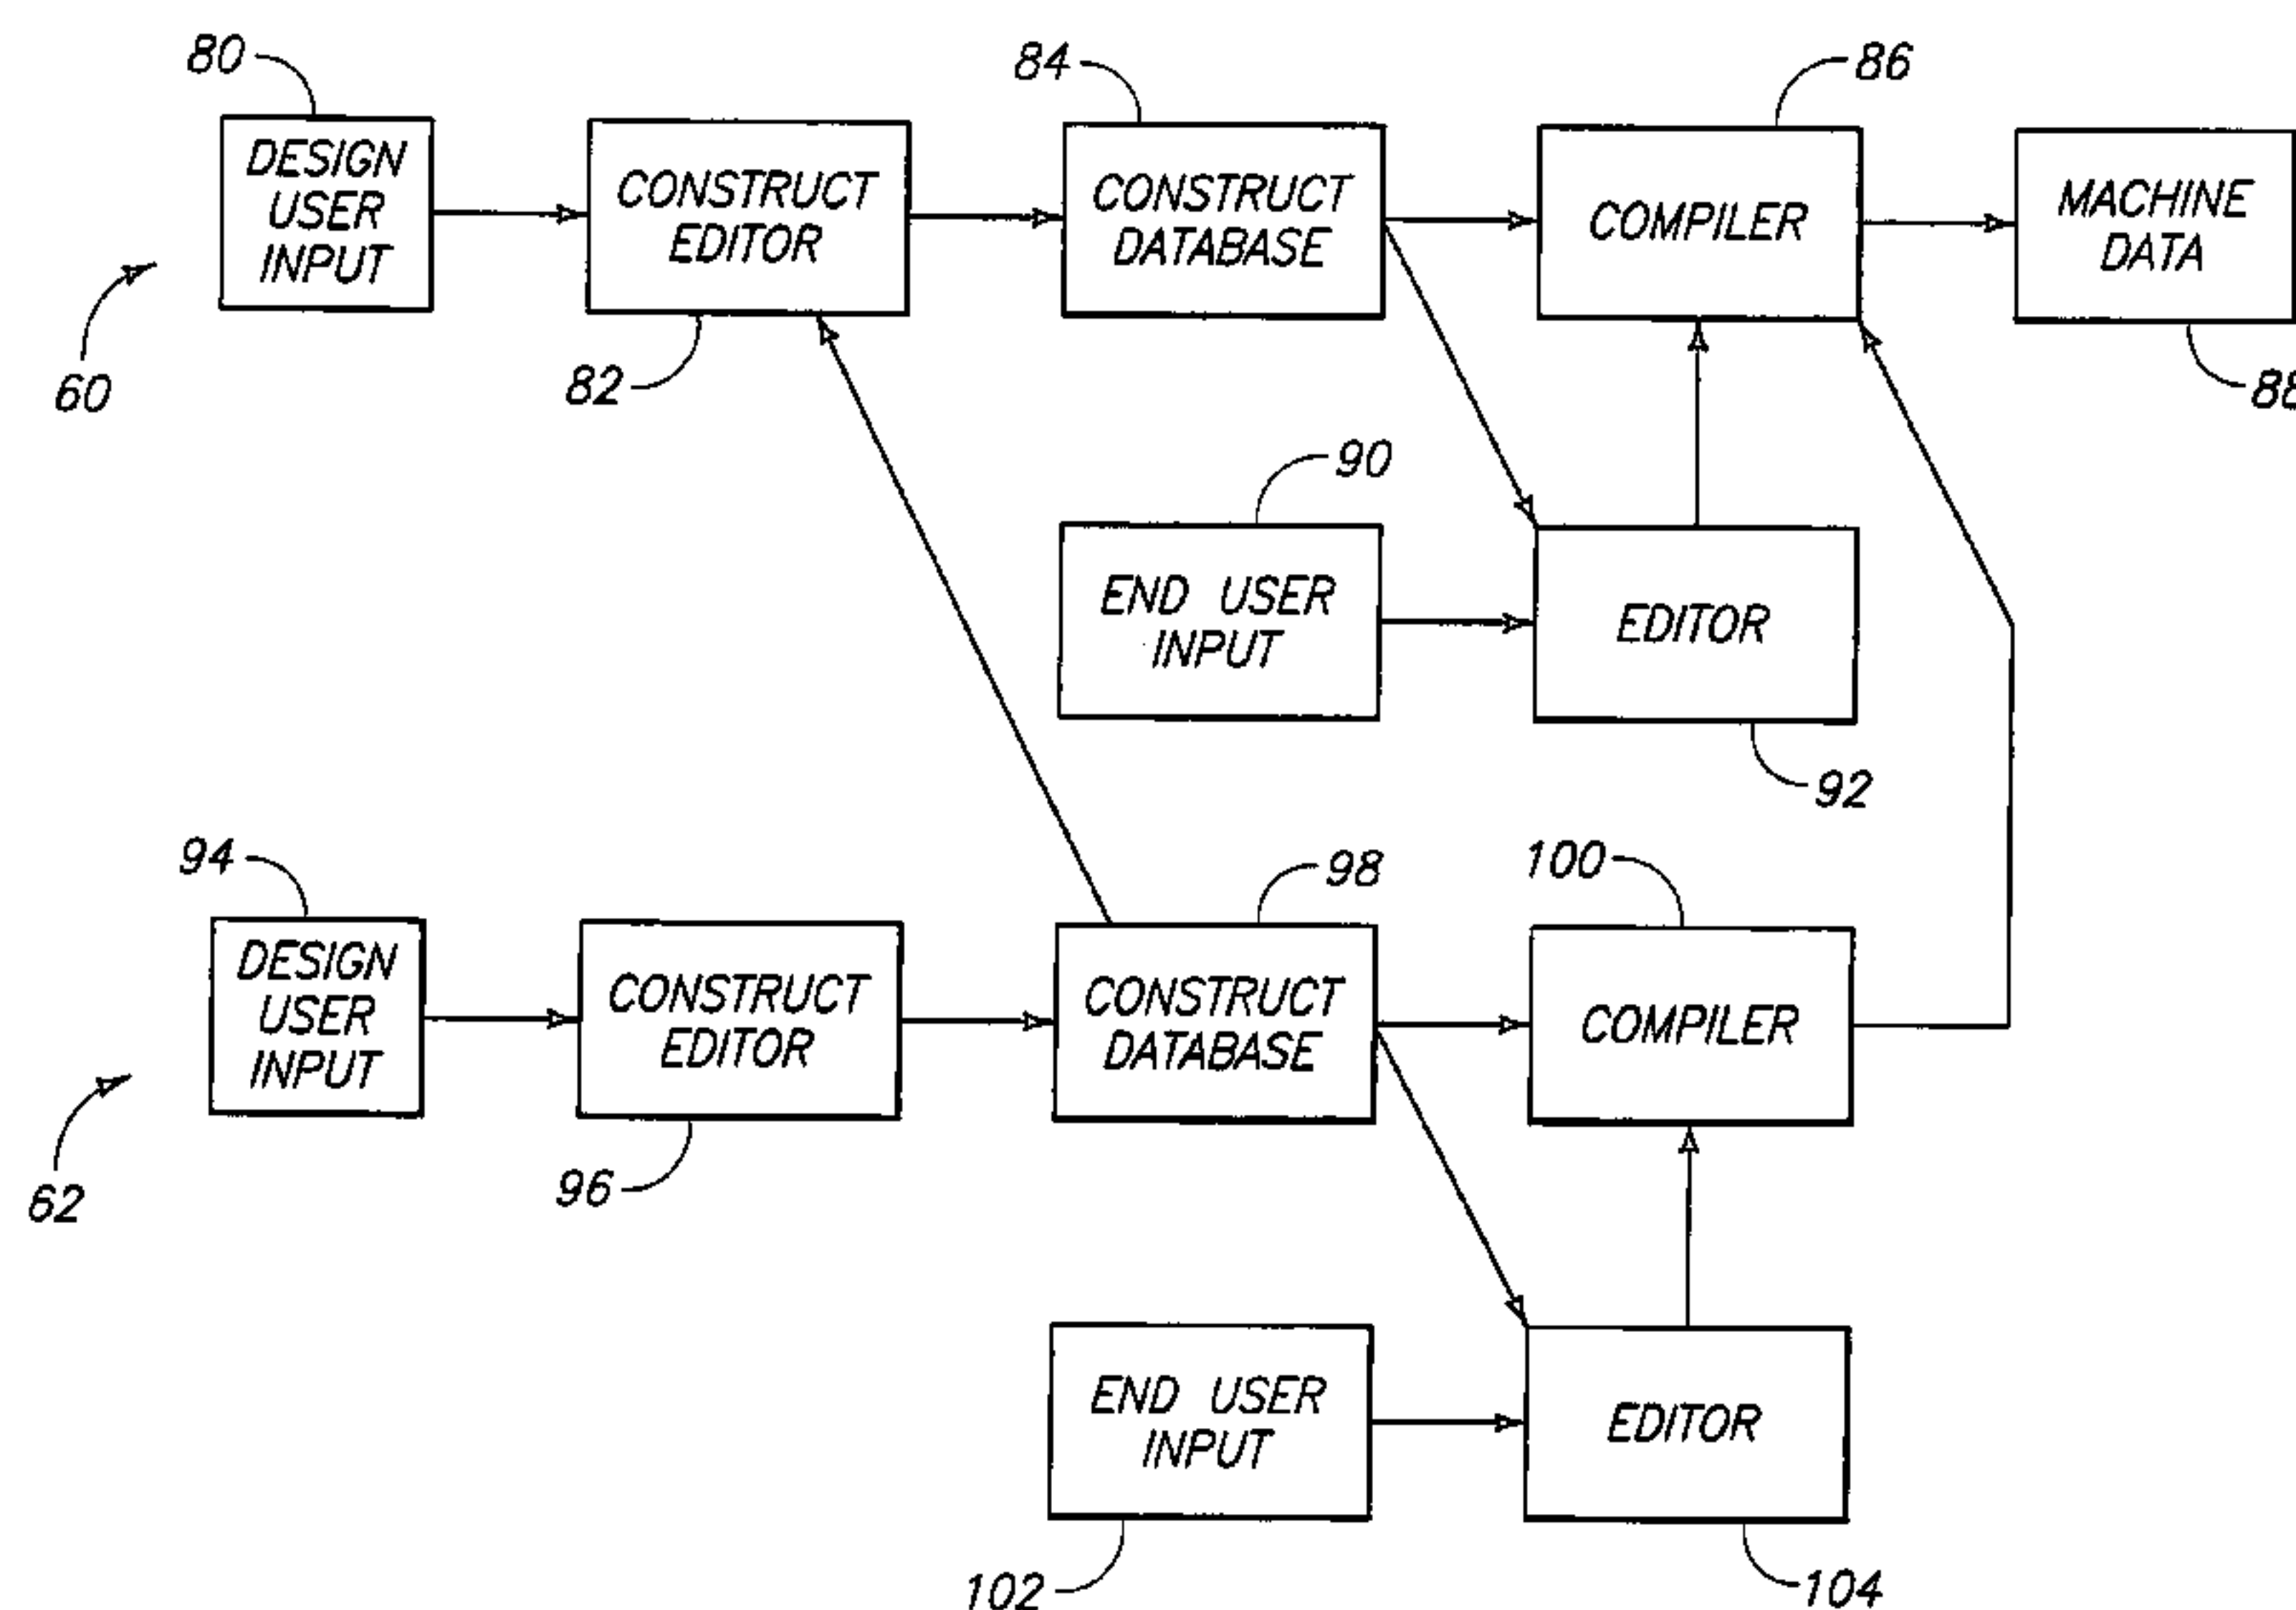 80
84
86
DESIGN
USER
INPUT
CONSTRUCT
EDITOR
CONSTRUCT
DATABASE
COMPILER
MACHINE
DATA
60
82
88
90
END USER
INPUT
EDITOR
92
94
98
100
DESIGN
USER
INPUT
CONSTRUCT
EDITOR
CONSTRUCT
DATABASE
COMPILER
62
96
END USER
INPUT
EDITOR
102
104